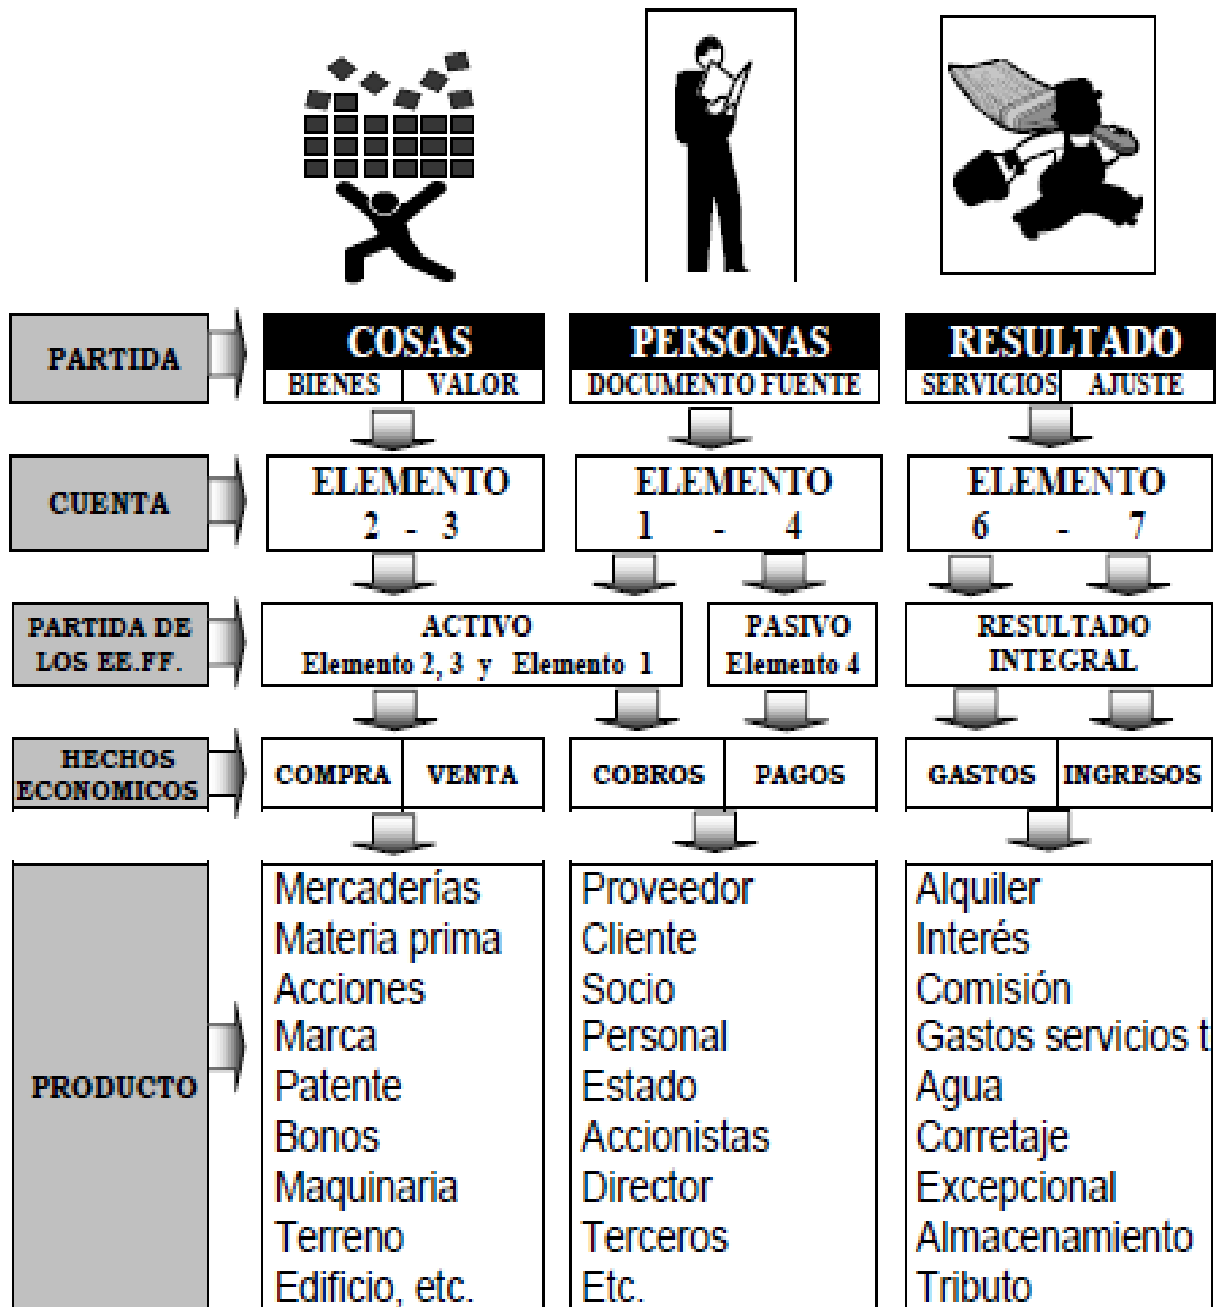 PARTIDA
COSAS
BIENES VALOR
PERSONAS
DOCUMENTO FUENTE
RESULTADO
SERVICIOS AJUSTE
CUENTA
ELEMENTO
2 - 3
ELEMENTO
1 - 4
ELEMENTO
6 - 7
PARTIDA DE
LOS EE.FF.
ACTIVO
Elemento 2, 3 y Elemento 1
PASIVO
Elemento 4
RESULTADO
INTEGRAL
HECHOS
ECONOMICOS
COMPRA VENTA
COBROS PAGOS
GASTOS INGRESOS
PRODUCTO
Mercaderías
Materia prima
Acciones
Marca
Patente
Bonos
Maquinaria
Terreno
Edificio, etc.
Proveedor
Cliente
Socio
Personal
Estado
Accionistas
Director
Terceros
Etc.
Alquiler
Interés
Comisión
Gastos servicios t
Agua
Corretaje
Excepcional
Almacenamiento
Tributo